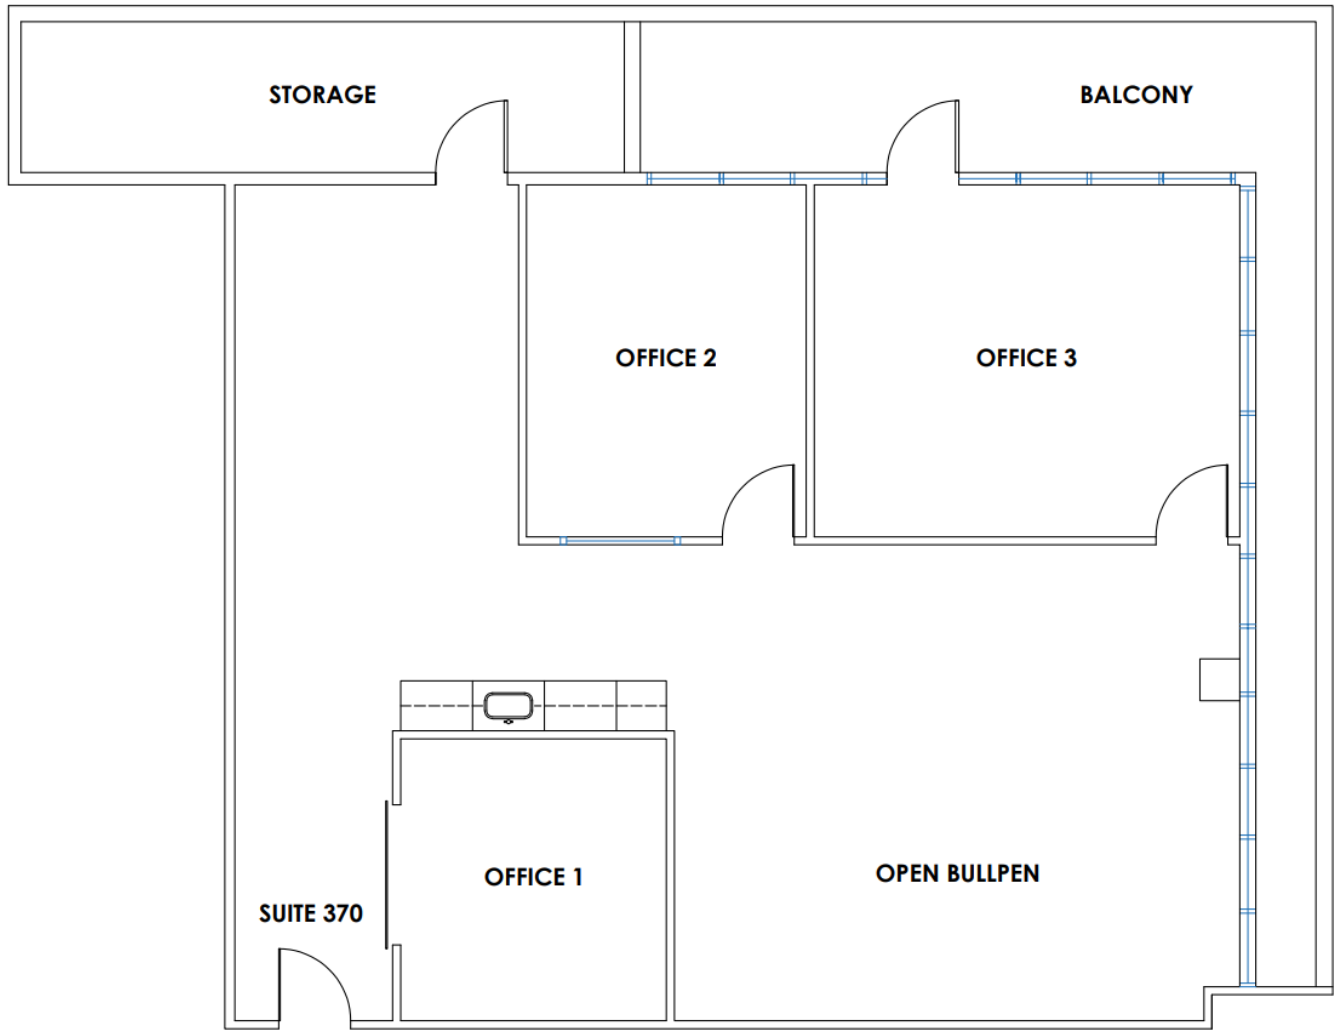 STORAGE
BALCONY
OFFICE 2
OFFICE 3
OFFICE 1
OPEN BULLPEN
SUITE 370